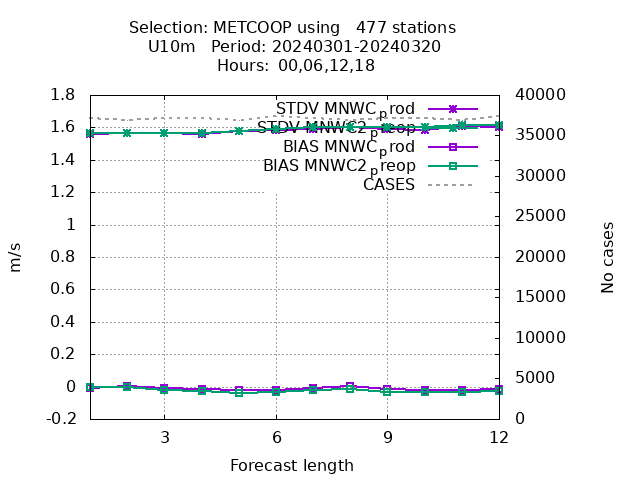 Selection: METCOOP using   477 stations
U10m   Period: 20240301-20240320
Hours:  00,06,12,18
STDV MNWC_prod
STDV MNWC2_preop
BIAS MNWC_prod
BIAS MNWC2_preop
CASES
1.8
1.6
1.4
1.2
1
0.8
0.6
0.4
0.2
0
-0.2
m/s
40000
35000
30000
25000
20000
15000
10000
5000
0
No cases
3 6 9 12
Forecast length